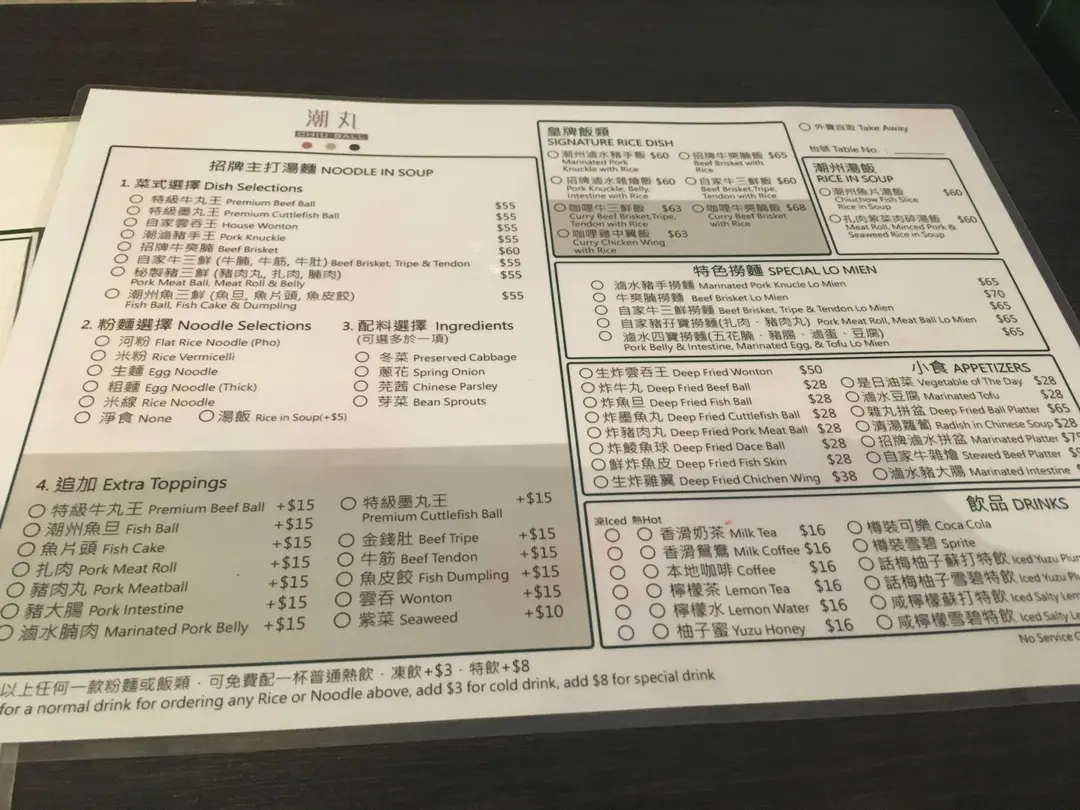 潮丸
CHIU BALL
招牌主打湯麵 NOODLE IN SOUP
1. 菜式選擇 Dish Selections
特級牛丸王 Premium Beef Ball $55
特級墨丸王 Premium Cuttlefish Ball $55
自家雲吞王 House Wonton $55
潮滷豬手王 Pork Knuckle $55
招牌牛爽腩 Beef Brisket $60
自家牛三鮮 (牛腩, 牛筋, 牛肚) Beef Brisket, Tripe & Tendon $55
秘製豬三鮮 (豬肉丸, 扎肉, 腩肉) $55
Pork Meat Ball, Meat Roll & Belly
潮州魚三鮮 (魚旦, 魚片頭, 魚皮餃) $55
Fish Ball, Fish Cake & Dumpling
2. 粉麵選擇 Noodle Selections
河粉 Flat Rice Noodle (Pho)
米粉 Rice Vermicelli
生麵 Egg Noodle
粗麵 Egg Noodle (Thick)
米線 Rice Noodle
淨食 None 湯飯 Rice in Soup(+$5)
3. 配料選擇 Ingredients
(可選多於一項)
冬菜 Preserved Cabbage
蔥花 Spring Onion
芫茜 Chinese Parsley
芽菜 Bean Sprouts
4. 追加 Extra Toppings
特級牛丸王 Premium Beef Ball +$15
潮州魚旦 Fish Ball +$15
魚片頭 Fish Cake +$15
扎肉 Pork Meat Roll +$15
豬肉丸 Pork Meatball +$15
豬大腸 Pork Intestine +$15
滷水腩肉 Marinated Pork Belly +$15
特級墨丸王 +$15
Premium Cuttlefish Ball
金錢肚 Beef Tripe +$15
牛筋 Beef Tendon +$15
魚皮餃 Fish Dumpling +$15
雲吞 Wonton +$15
紫菜 Seaweed +$10
以上任何一款粉麵或飯類﹐可免費配一杯普通熱飲﹐凍飲+$3﹐特飲+$8
for a normal drink for ordering any Rice or Noodle above, add $3 for cold drink, add $8 for special drink
皇牌飯類
SIGNATURE RICE DISH
潮州滷水豬手飯 $60
Marinated Pork
Knuckle with Rice
招牌牛爽腩飯 $65
Beef Brisket with
Rice
招牌滷水雜燴飯 $60
Pork Knuckle, Belly,
Intestine with Rice
自家牛三鮮飯 $60
Beef Brisket,Tripe,
Tendon with Rice
咖哩牛三鮮飯 $63
Curry Beef Brisket,Tripe,
Tendon with Rice
咖喱牛爽腩飯 $68
Curry Beef Brisket
with Rice
咖喱雞中翼飯 $63
Curry Chicken Wing
with Rice
外賣自取 Take Away
枱號 Table No. :
潮州湯飯
RICE IN SOUP
潮州魚片湯飯 $60
Chiuchow Fish Slice
Rice in Soup
扎肉紫菜肉碎湯飯 $60
Meat Roll, Minced Pork &
Seaweed Rice in Soup
特色撈麵 SPECIAL LO MIEN
滷水豬手撈麵 Marinated Pork Knucle Lo Mien $65
牛爽腩撈麵 Beef Brisket Lo Mien $70
自家牛三鮮撈麵 Beef Brisket, Tripe & Tendon Lo Mien $65
自家豬孖寶撈麵(扎肉﹐豬肉丸) Pork Meat Roll, Meat Ball Lo Mien $65
滷水四寶撈麵(五花腩﹐豬腸﹐滷蛋﹐豆腐) $65
Pork Belly & Intestine, Marinated Egg, & Tofu Lo Mien
小食 APPETIZERS
生炸雲吞王 Deep Fried Wonton $50
炸牛丸 Deep Fried Beef Ball $28
炸魚旦 Deep Fried Fish Ball $28
炸墨魚丸 Deep Fried Cuttlefish Ball $28
炸豬肉丸 Deep Fried Pork Meat Ball $28
炸鯪魚球 Deep Fried Dace Ball $28
鮮炸魚皮 Deep Fried Fish Skin $28
生炸雞翼 Deep Fried Chichen Wing $38
是日油菜 Vegetable of The Day $28
滷水豆腐 Marinated Tofu $28
雜丸拼盆 Deep Fried Ball Platter $65
清湯蘿蔔 Radish in Chinese Soup $28
招牌滷水拼盆 Marinated Platter
自家牛雜燴 Stewed Beef Platter
滷水豬大腸 Marinated Intestine
飲品 DRINKS
凍Iced 熱Hot
香滑奶茶 Milk Tea $16
香滑鴛鴦 Milk Coffee $16
本地咖啡 Coffee $16
檸檬茶 Lemon Tea $16
檸檬水 Lemon Water $16
柚子蜜 Yuzu Honey $16
樽裝可樂 Coca Cola
樽裝雪碧 Sprite
話梅柚子蘇打特飲 Iced Yuzu
話梅柚子雪碧特飲 Iced Yuzu
咸檸檬蘇打特飲 Iced Salty
咸檸檬雪碧特飲 Iced Salty
No Service